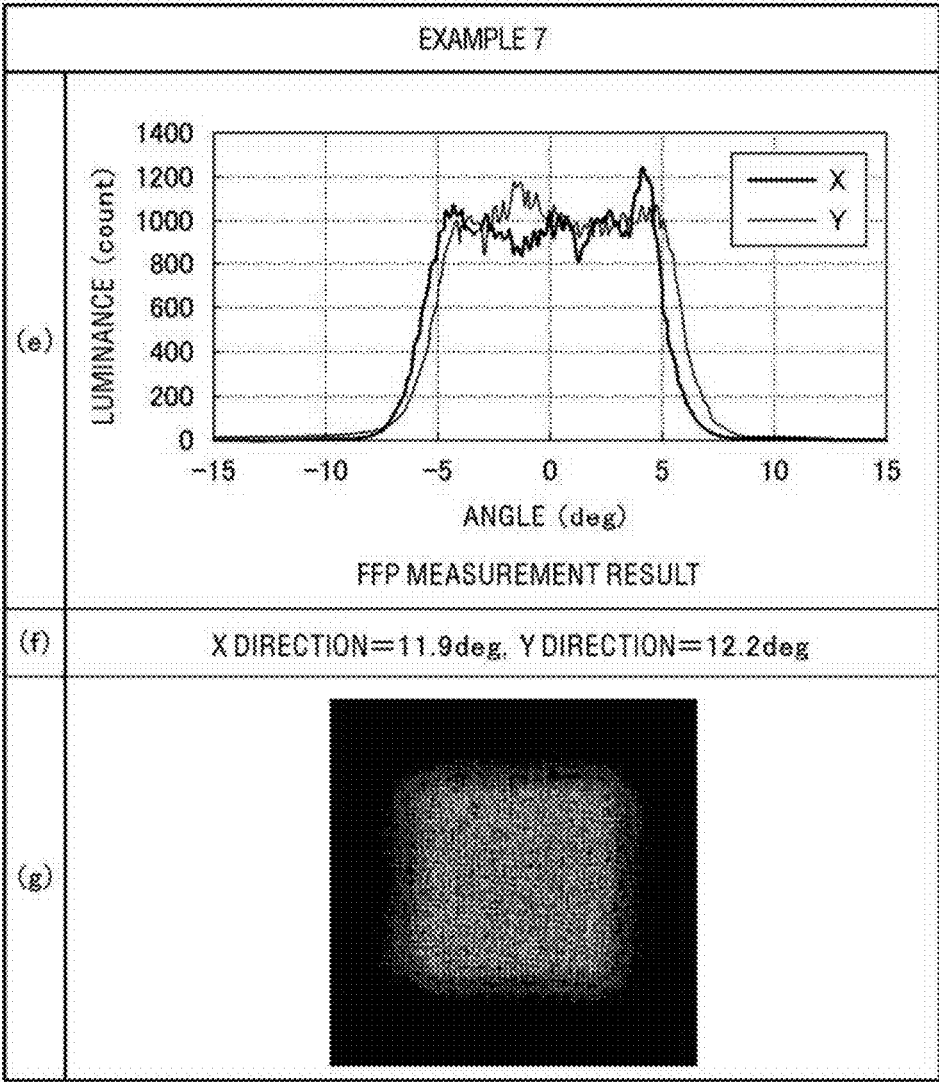 EXAMPLE 7
(e)
LUMINANCE (count)
1400
1200
1000
800
600
400
200
0
X
Y
-15 -10 -5 0 5 10 15
ANGLE (deg)
FFP MEASUREMENT RESULT
(f) X DIRECTION=11.9deg, Y DIRECTION=12.2deg
(g)